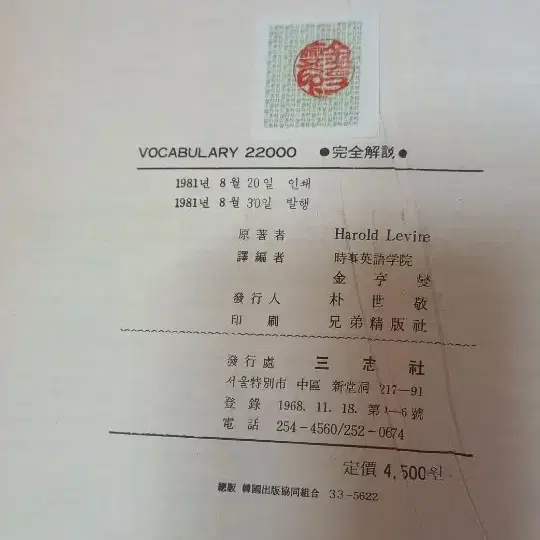 VOCABULARY 22000 ●完全解説●
1981년 8월 20일 인쇄
1981년 8월 30일 발행
原著者 Harold Levine
譯編者 時事英語学院
金亨燮
發行人 朴世敬
印刷 兄弟精版社
發行處 三志社
서울特別市 中區 新堂洞 217-91
登錄 1968. 11. 18. 第1-6號
電話 254-4560/252-0674
定價 4,500원
總販 韓國出版協同組合 33-5622